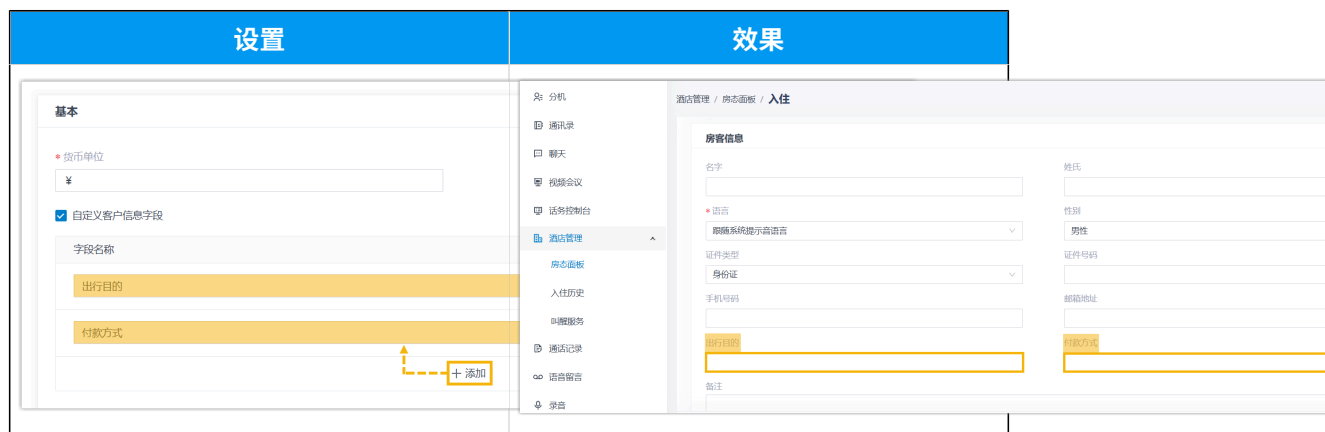 设置
效果
基本
* 货币单位
¥
自定义客户信息字段
字段名称
出行目的
付款方式
+ 添加
分机
通讯录
聊天
视频会议
话务控制台
酒店管理
房态面板
入住历史
叫醒服务
通话记录
语音留言
录音
酒店管理 / 房态面板 / 入住
房客信息
名字
姓氏
* 语言
性别
跟随系统提示音语言
男性
证件类型
证件号码
身份证
手机号码
邮箱地址
出行目的
付款方式
备注